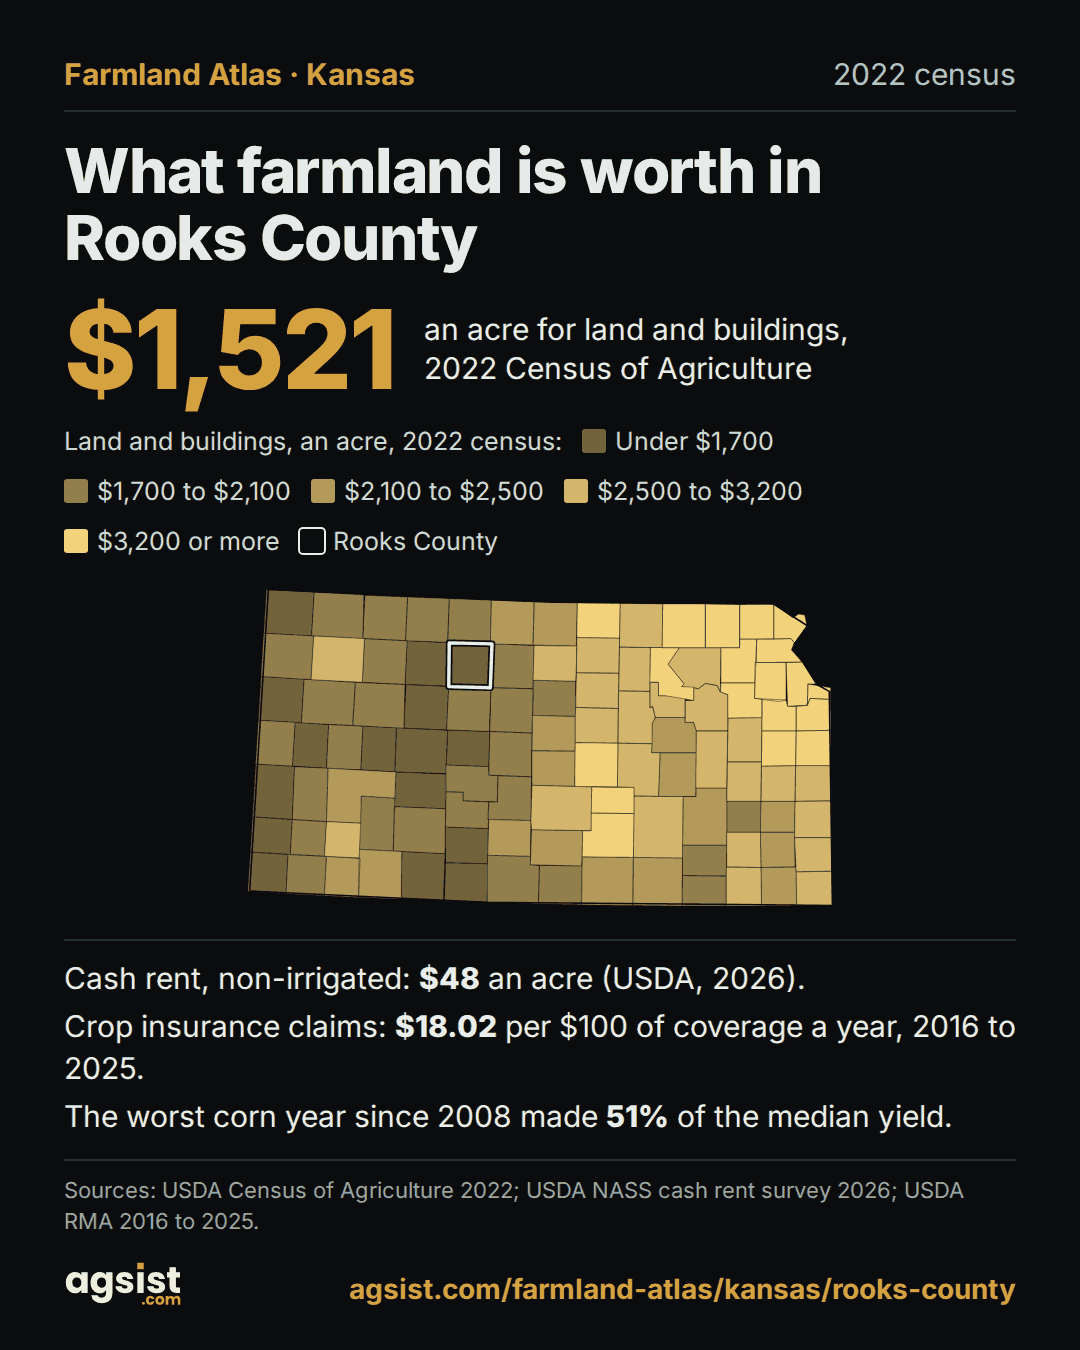 Farmland Atlas · Kansas
2022 census
What farmland is worth in
Rooks County
$1,521
an acre for land and buildings,
2022 Census of Agriculture
Land and buildings, an acre, 2022 census:
Under $1,700
$1,700 to $2,100
$2,100 to $2,500
$2,500 to $3,200
$3,200 or more
Rooks County
Cash rent, non-irrigated: $48 an acre (USDA, 2026).
Crop insurance claims: $18.02 per $100 of coverage a year, 2016 to
2025.
The worst corn year since 2008 made 51% of the median yield.
Sources: USDA Census of Agriculture 2022; USDA NASS cash rent survey 2026; USDA
RMA 2016 to 2025.
agsist
.com
agsist.com/farmland-atlas/kansas/rooks-county